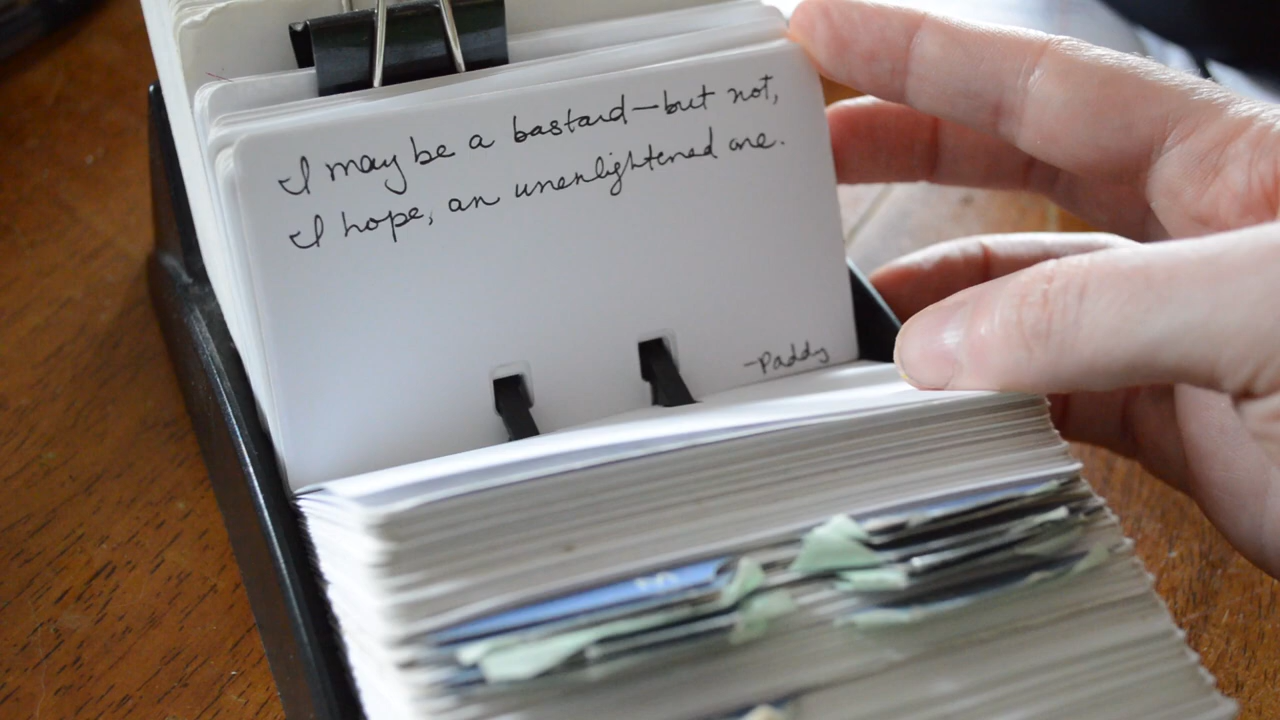 I may be a bastard—but not,
I hope, an unenlightened one.
-Paddy